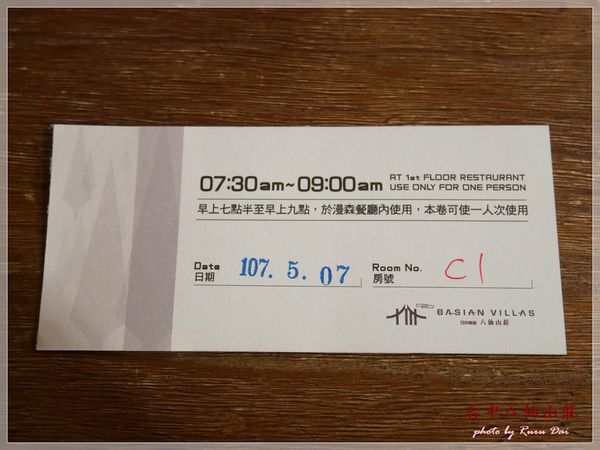 07:30am~09:00am
AT 1st FLOOR RESTAURANT
USE ONLY FOR ONE PERSON
早上七點半至早上九點，於漫森餐廳內使用，本卷可使一人次使用
Date
日期
107. 5. 07
Room No.
房號
C1
BASIAN VILLAS
八仙山莊
台中八仙山莊
photo by Ruru Dai